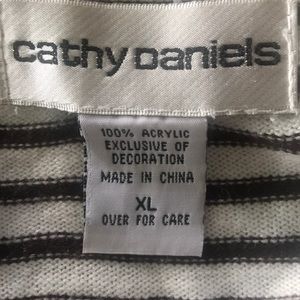 cathy Daniels
100% ACRYLIC
EXCLUSIVE OF
DECORATION
MADE IN CHINA
XL
OVER FOR CARE